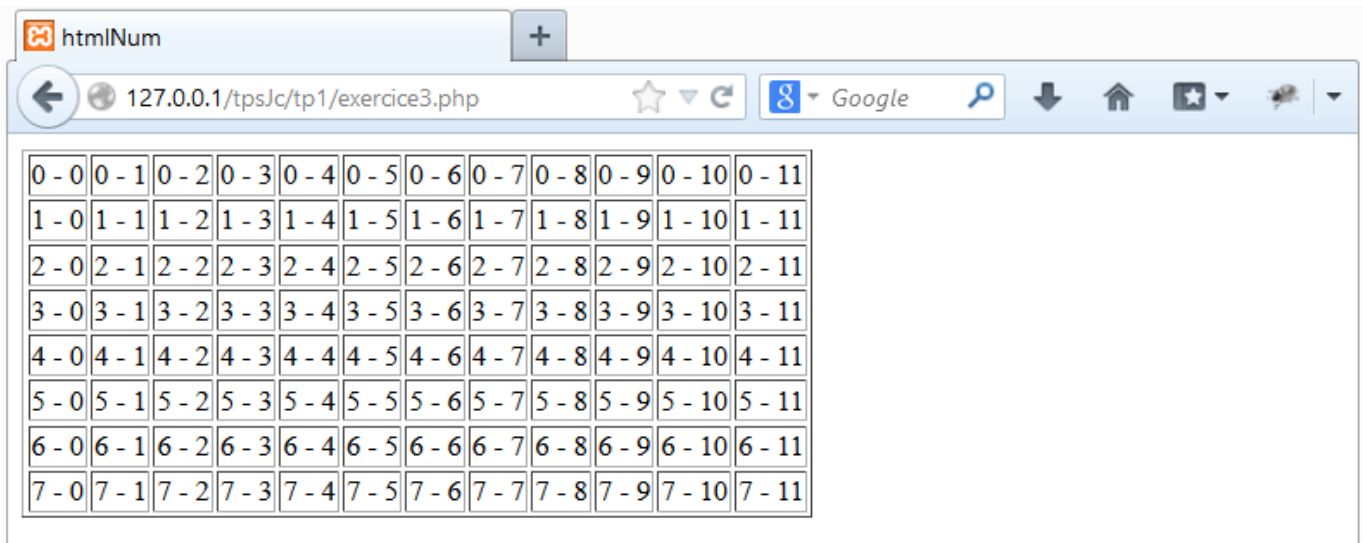 htmlNum
127.0.0.1/tpsJc/tp1/exercice3.php 8 Google
0 - 0 0 - 1 0 - 2 0 - 3 0 - 4 0 - 5 0 - 6 0 - 7 0 - 8 0 - 9 0 - 10 0 - 11
1 - 0 1 - 1 1 - 2 1 - 3 1 - 4 1 - 5 1 - 6 1 - 7 1 - 8 1 - 9 1 - 10 1 - 11
2 - 0 2 - 1 2 - 2 2 - 3 2 - 4 2 - 5 2 - 6 2 - 7 2 - 8 2 - 9 2 - 10 2 - 11
3 - 0 3 - 1 3 - 2 3 - 3 3 - 4 3 - 5 3 - 6 3 - 7 3 - 8 3 - 9 3 - 10 3 - 11
4 - 0 4 - 1 4 - 2 4 - 3 4 - 4 4 - 5 4 - 6 4 - 7 4 - 8 4 - 9 4 - 10 4 - 11
5 - 0 5 - 1 5 - 2 5 - 3 5 - 4 5 - 5 5 - 6 5 - 7 5 - 8 5 - 9 5 - 10 5 - 11
6 - 0 6 - 1 6 - 2 6 - 3 6 - 4 6 - 5 6 - 6 6 - 7 6 - 8 6 - 9 6 - 10 6 - 11
7 - 0 7 - 1 7 - 2 7 - 3 7 - 4 7 - 5 7 - 6 7 - 7 7 - 8 7 - 9 7 - 10 7 - 11